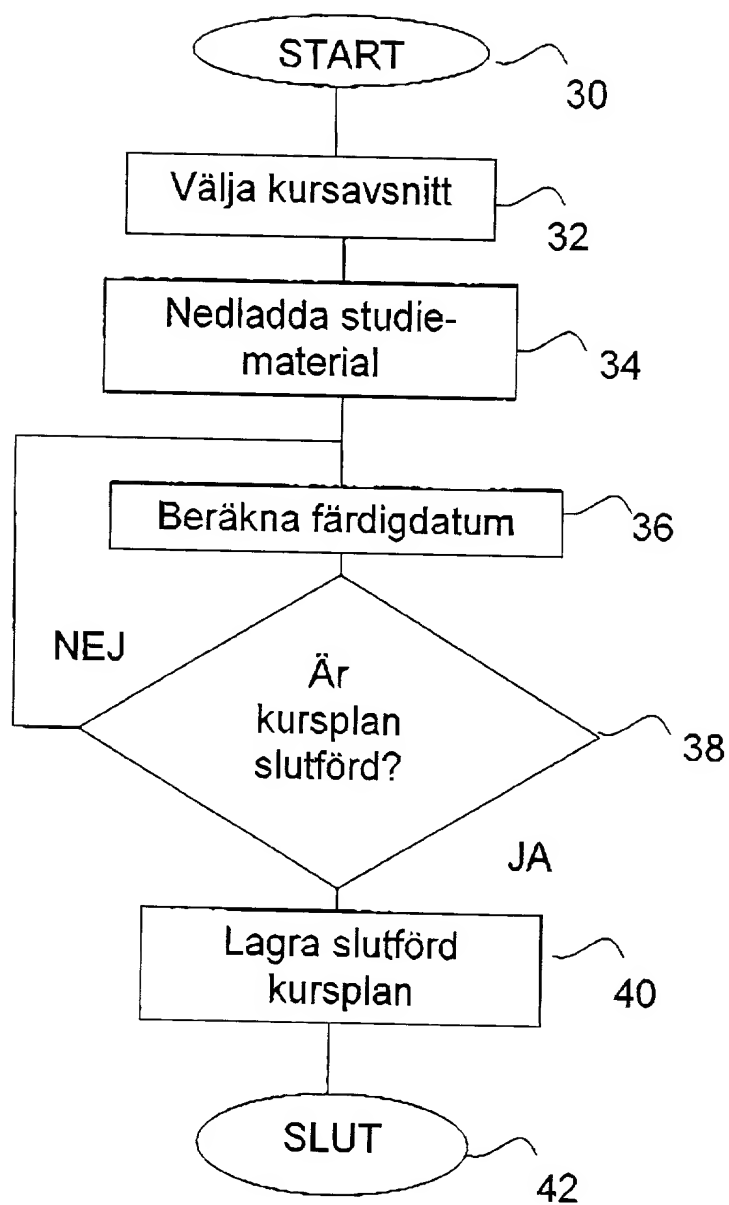 START
30
Välja kursavsnitt
32
Nedladda studie-
material
34
Beräkna färdigdatum
36
NEJ
Är
kursplan
slutförd?
38
JA
Lagra slutförd
kursplan
40
SLUT
42